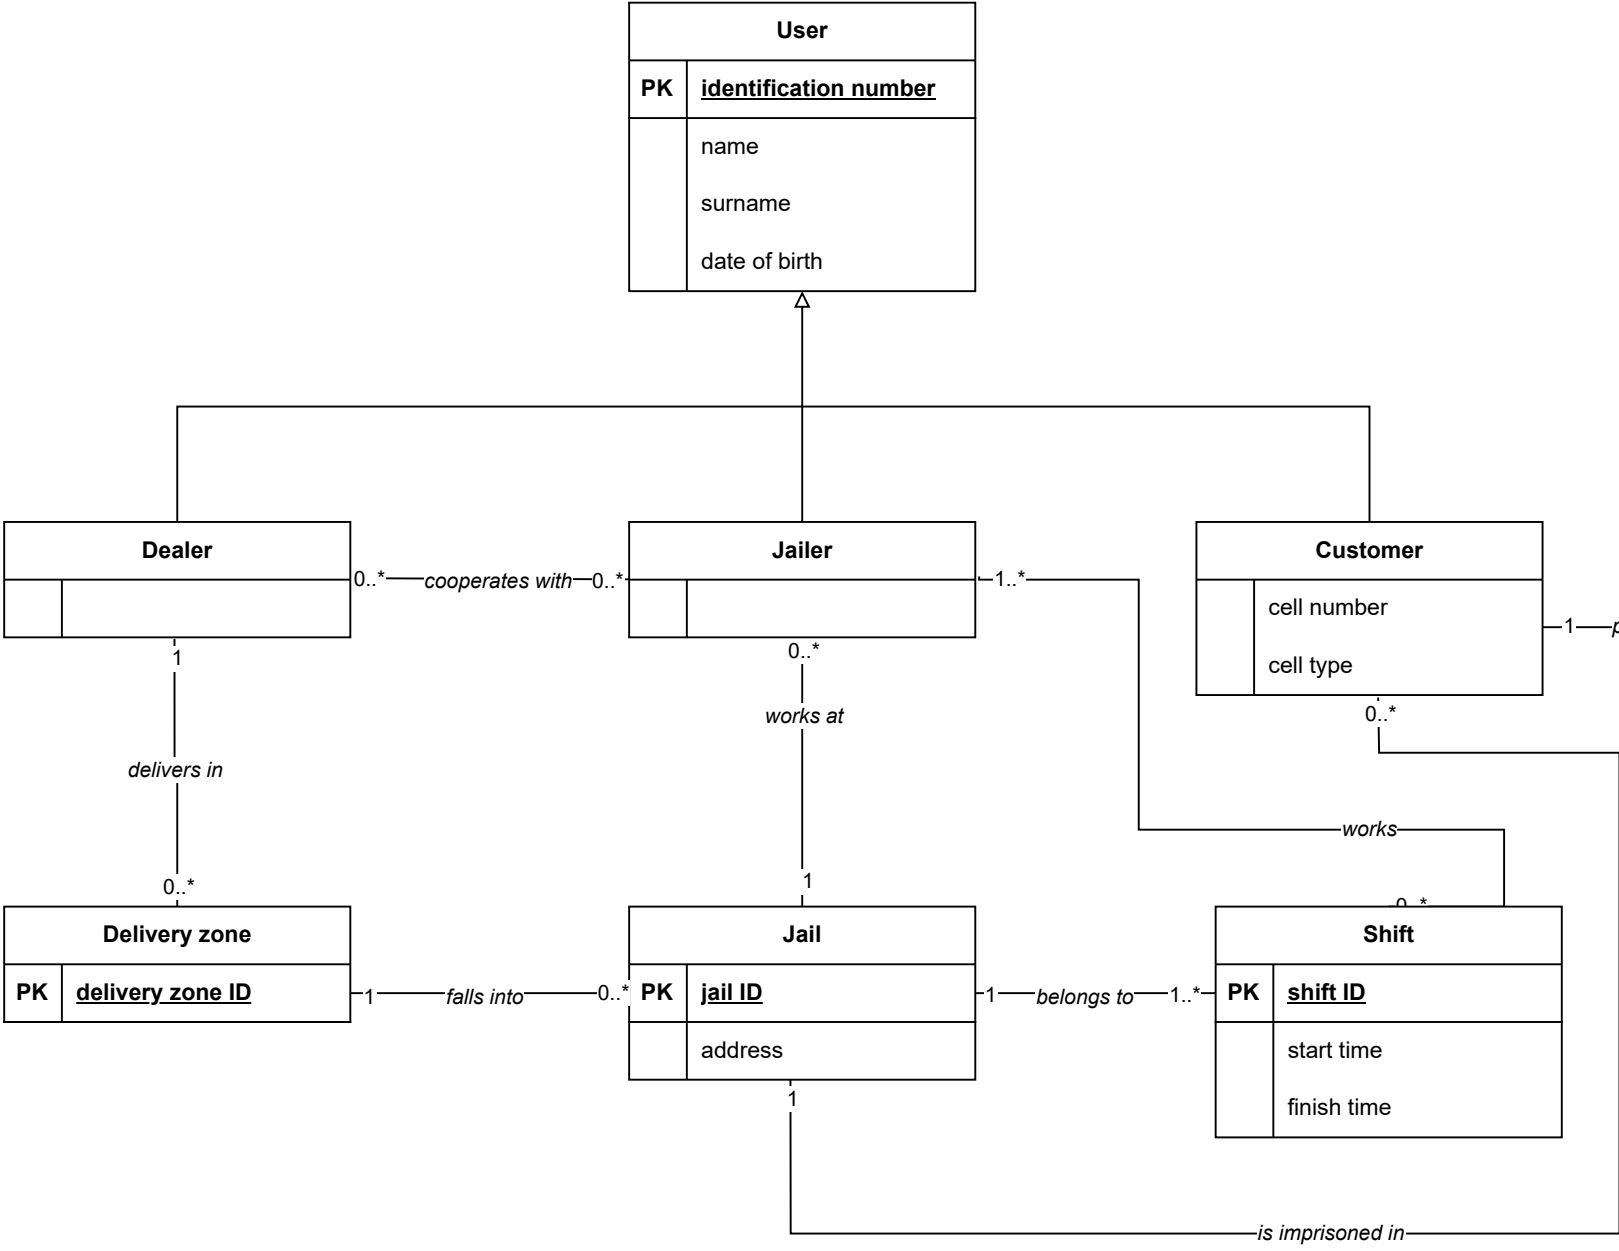 User
PK identification number
name
surname
date of birth
Dealer
Jailer
Customer
0..* cooperates with 0..*
1..*
cell number
cell type
1
1
0..*
0..*
works at
delivers in
works
0..*
1
0..*
Delivery zone
Jail
Shift
PK delivery zone ID
1 falls into 0..*
PK jail ID
1 belongs to 1..*
PK shift ID
address
start time
finish time
1
is imprisoned in